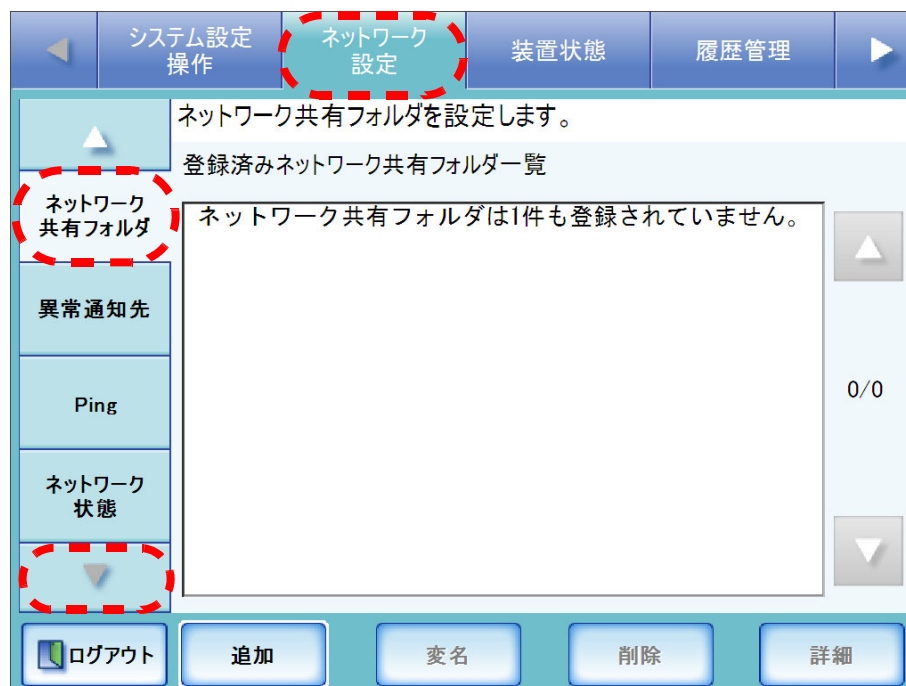 システム設定
操作
ネットワーク
設定
装置状態
履歴管理
ネットワーク共有フォルダを設定します。
登録済みネットワーク共有フォルダ一覧
ネットワーク
共有フォルダ
ネットワーク共有フォルダは1件も登録されていません。
異常通知先
Ping
0/0
ネットワーク
状態
ログアウト
追加
変名
削除
詳細